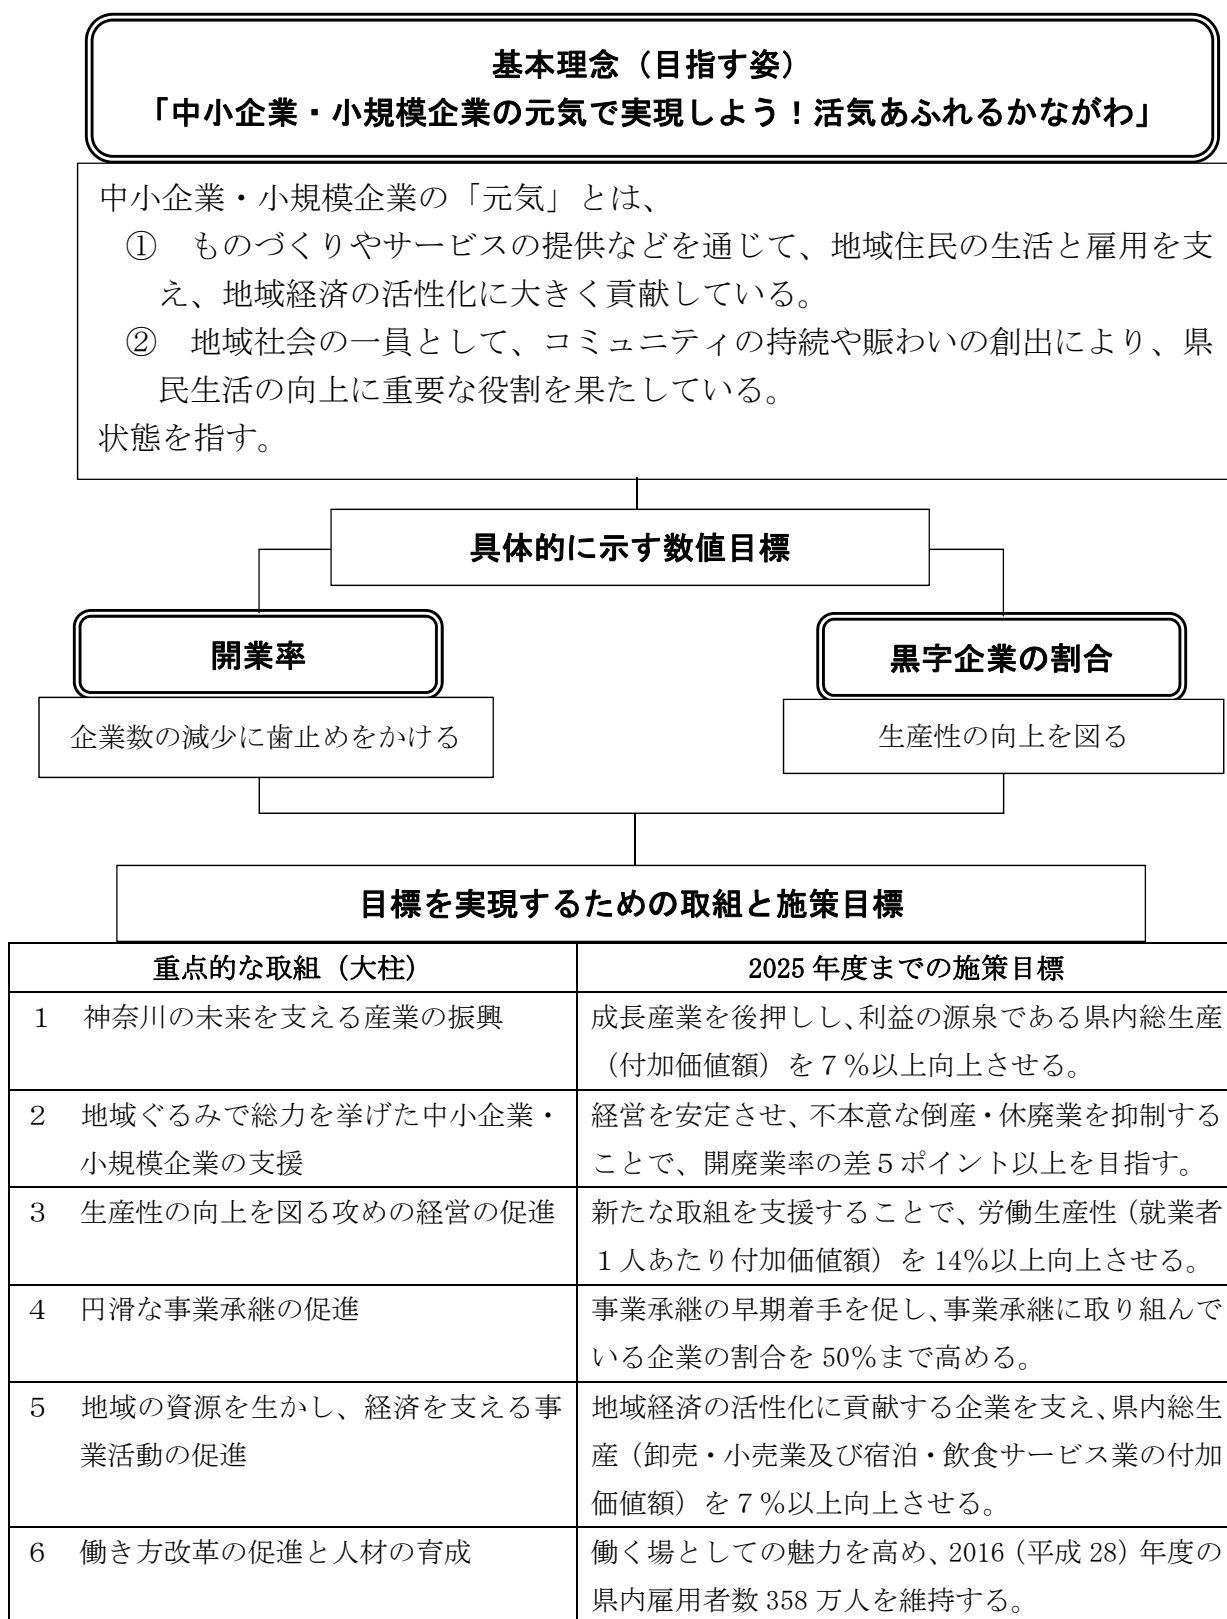 基本理念（目指す姿）
「中小企業・小規模企業の元気で実現しよう！活気あふれるかながわ」
中小企業・小規模企業の「元気」とは、
①　ものづくりやサービスの提供などを通じて、地域住民の生活と雇用を支
え、地域経済の活性化に大きく貢献している。
②　地域社会の一員として、コミュニティの持続や賑わいの創出により、県
民生活の向上に重要な役割を果たしている。
状態を指す。
具体的に示す数値目標
開業率
黒字企業の割合
企業数の減少に歯止めをかける
生産性の向上を図る
目標を実現するための取組と施策目標
重点的な取組（大柱）
2025 年度までの施策目標
1　神奈川の未来を支える産業の振興
成長産業を後押しし、利益の源泉である県内総生産
（付加価値額）を７％以上向上させる。
2　地域ぐるみで総力を挙げた中小企業・
小規模企業の支援
経営を安定させ、不本意な倒産・休廃業を抑制する
ことで、開廃業率の差５ポイント以上を目指す。
3　生産性の向上を図る攻めの経営の促進
新たな取組を支援することで、労働生産性（就業者
１人あたり付加価値額）を 14％以上向上させる。
4　円滑な事業承継の促進
事業承継の早期着手を促し、事業承継に取り組んで
いる企業の割合を 50％まで高める。
5　地域の資源を生かし、経済を支える事
業活動の促進
地域経済の活性化に貢献する企業を支え、県内総生
産（卸売・小売業及び宿泊・飲食サービス業の付加
価値額）を７％以上向上させる。
6　働き方改革の促進と人材の育成
働く場としての魅力を高め、2016（平成 28）年度の
県内雇用者数 358 万人を維持する。